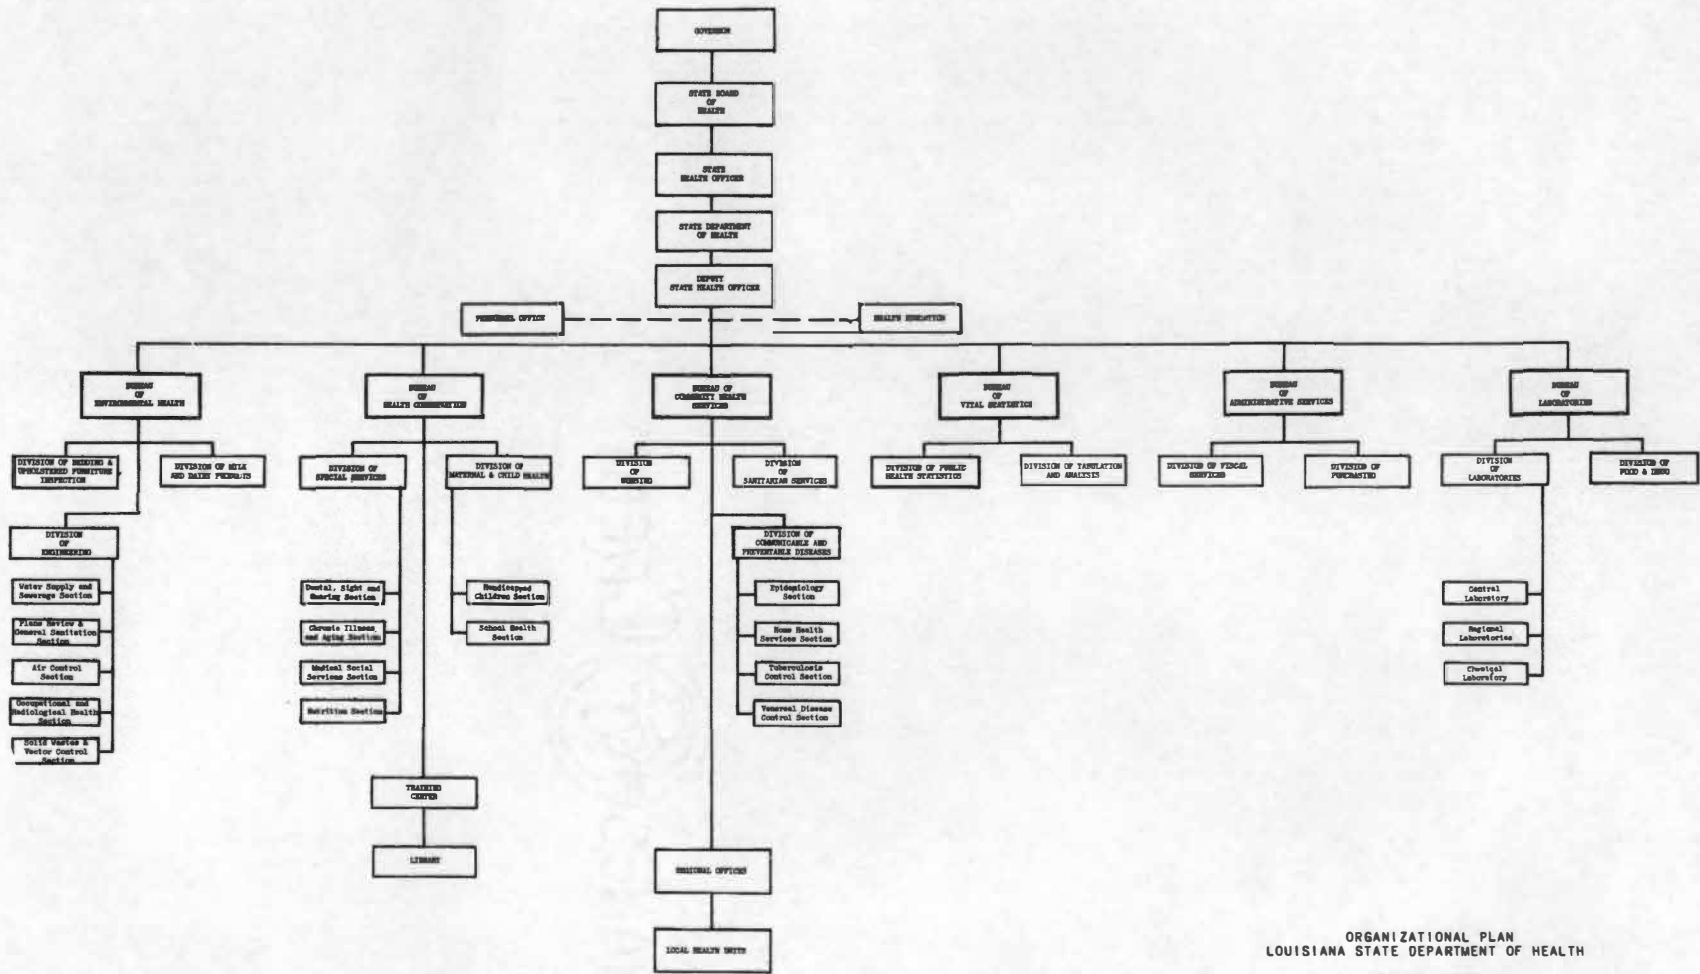 GOVERNOR
STATE BOARD
OF
HEALTH
STATE
HEALTH OFFICER
STATE DEPARTMENT
OF HEALTH
DEPUTY
STATE HEALTH OFFICER
PERSONNEL OFFICE
HEALTH EDUCATION
BUREAU
OF
ENVIRONMENTAL HEALTH
BUREAU
OF
HEALTH CONSERVATION
BUREAU OF
COMMUNITY HEALTH
SERVICES
BUREAU
OF
VITAL STATISTICS
BUREAU
OF
ADMINISTRATIVE SERVICES
BUREAU
OF
LABORATORIES
DIVISION OF BEDDING &
UPHOLSTERED FURNITURE
INSPECTION
DIVISION OF MILK
AND DAIRY PRODUCTS
DIVISION OF
SPECIAL SERVICES
DIVISION OF
MATERNAL & CHILD HEALTH
DIVISION
OF
NURSING
DIVISION
OF
SANITARIAN SERVICES
DIVISION OF PUBLIC
HEALTH STATISTICS
DIVISION OF TABULATION
AND ANALYSIS
DIVISION OF FISCAL
SERVICES
DIVISION OF
PURCHASING
DIVISION
OF
LABORATORIES
DIVISION OF
FOOD & DRUG
DIVISION
OF
ENGINEERING
Water Supply and
Sewerage Section
Plans Review &
General Sanitation
Section
Air Control
Section
Occupational and
Radiological Health
Section
Solid Wastes &
Vector Control
Section
Dental, Sight and
Hearing Section
Chronic Illness
and Aging Section
Medical Social
Services Section
Nutrition Section
Handicapped
Children Section
School Health
Section
DIVISION OF
COMMUNICABLE AND
PREVENTABLE DISEASES
Epidemiology
Section
Home Health
Services Section
Tuberculosis
Control Section
Venereal Disease
Control Section
Central
Laboratory
Regional
Laboratories
Chemical
Laboratory
TRAINING
CENTER
LIBRARY
REGIONAL OFFICES
LOCAL HEALTH UNITS
ORGANIZATIONAL PLAN
LOUISIANA STATE DEPARTMENT OF HEALTH